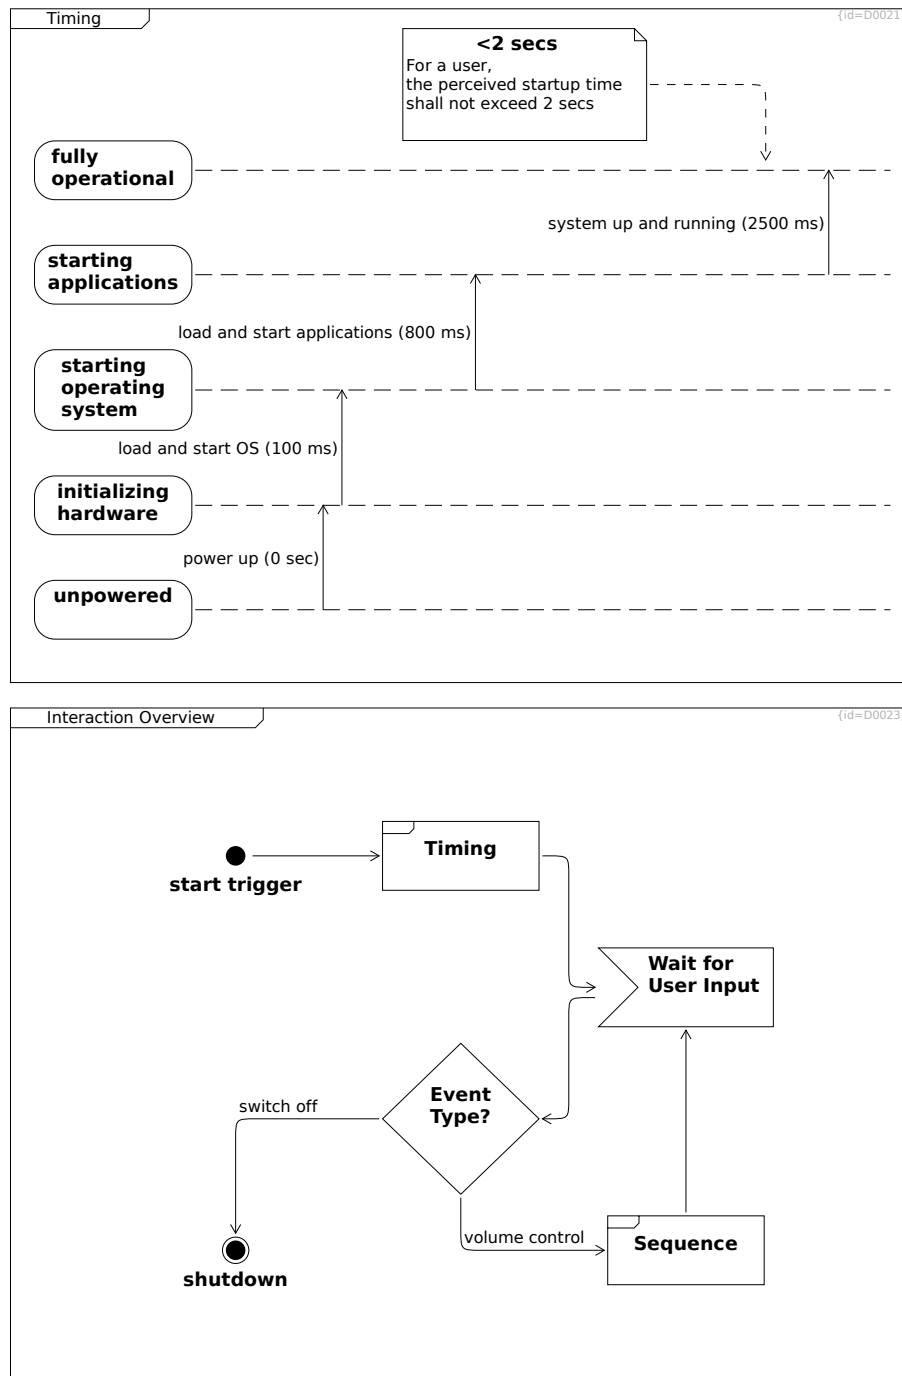 Timing
{id=D0021
<2 secs
For a user,
the perceived startup time
shall not exceed 2 secs
fully
operational
system up and running (2500 ms)
starting
applications
load and start applications (800 ms)
starting
operating
system
load and start OS (100 ms)
initializing
hardware
power up (0 sec)
unpowered
Interaction Overview
{id=D0023
Timing
start trigger
Wait for
User Input
Event
Type?
switch off
volume control
Sequence
shutdown